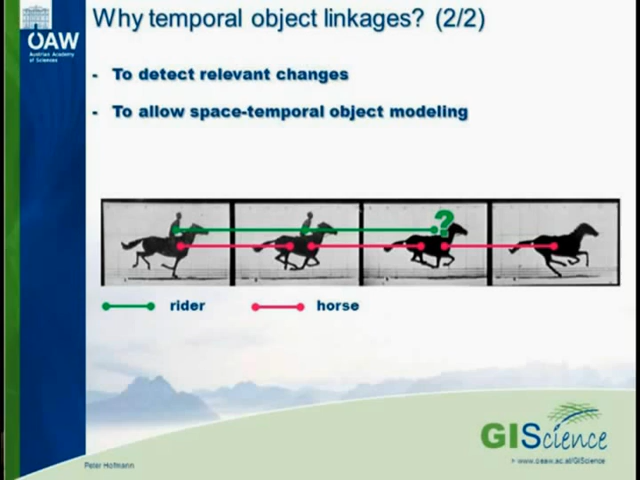 Why temporal object linkages? (2/2)
ÖAW
Austrian Academy
of Sciences
- To detect relevant changes
- To allow space-temporal object modeling
?
rider
horse
GIScience
Peter Hofmann
www.oeaw.ac.at/GIScience